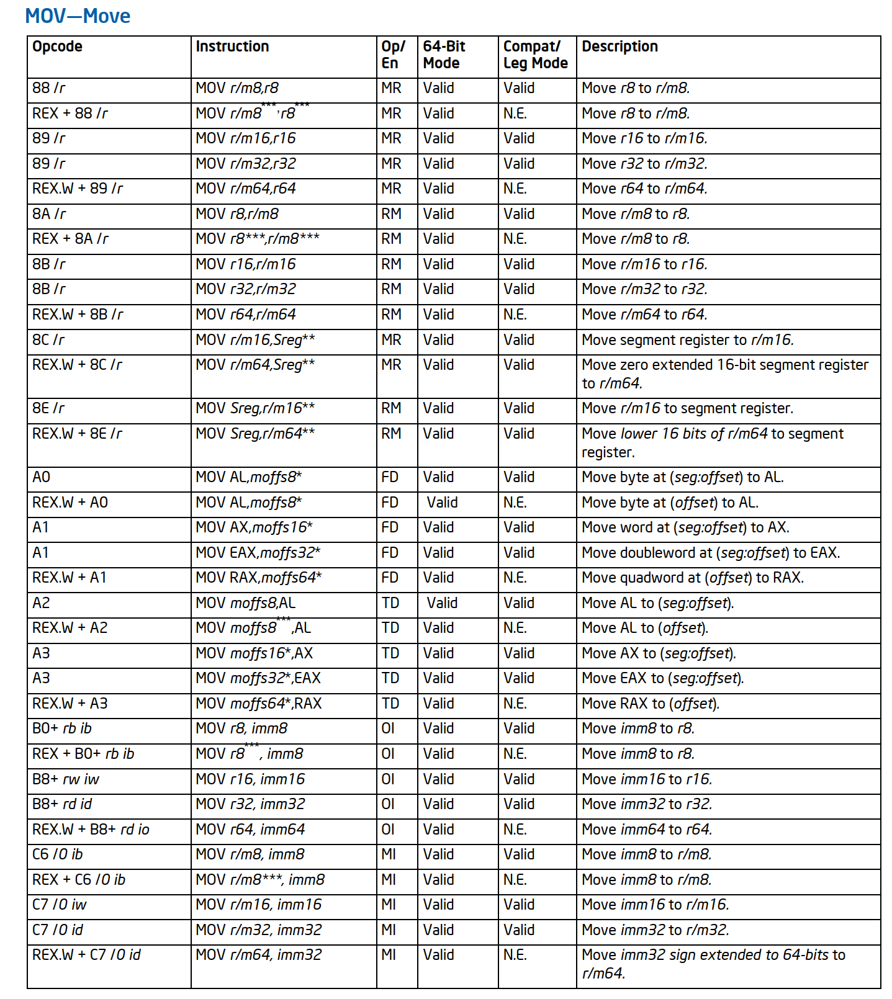 MOV—Move
Opcode Instruction Op/ 64-Bit Compat/ Description
En Mode Leg Mode
88 /r MOV r/m8,r8 MR Valid Valid Move r8 to r/m8.
REX + 88 /r MOV r/m8***,r8*** MR Valid N.E. Move r8 to r/m8.
89 /r MOV r/m16,r16 MR Valid Valid Move r16 to r/m16.
89 /r MOV r/m32,r32 MR Valid Valid Move r32 to r/m32.
REX.W + 89 /r MOV r/m64,r64 MR Valid N.E. Move r64 to r/m64.
8A /r MOV r8,r/m8 RM Valid Valid Move r/m8 to r8.
REX + 8A /r MOV r8***,r/m8*** RM Valid N.E. Move r/m8 to r8.
8B /r MOV r16,r/m16 RM Valid Valid Move r/m16 to r16.
8B /r MOV r32,r/m32 RM Valid Valid Move r/m32 to r32.
REX.W + 8B /r MOV r64,r/m64 RM Valid N.E. Move r/m64 to r64.
8C /r MOV r/m16,Sreg** MR Valid Valid Move segment register to r/m16.
REX.W + 8C /r MOV r/m64,Sreg** MR Valid Valid Move zero extended 16-bit segment register
to r/m64.
8E /r MOV Sreg,r/m16** RM Valid Valid Move r/m16 to segment register.
REX.W + 8E /r MOV Sreg,r/m64** RM Valid Valid Move lower 16 bits of r/m64 to segment
register.
A0 MOV AL,moffs8* FD Valid Valid Move byte at (seg:offset) to AL.
REX.W + A0 MOV AL,moffs8* FD Valid N.E. Move byte at (offset) to AL.
A1 MOV AX,moffs16* FD Valid Valid Move word at (seg:offset) to AX.
A1 MOV EAX,moffs32* FD Valid Valid Move doubleword at (seg:offset) to EAX.
REX.W + A1 MOV RAX,moffs64* FD Valid N.E. Move quadword at (offset) to RAX.
A2 MOV moffs8,AL TD Valid Valid Move AL to (seg:offset).
REX.W + A2 MOV moffs8***,AL TD Valid N.E. Move AL to (offset).
A3 MOV moffs16*,AX TD Valid Valid Move AX to (seg:offset).
A3 MOV moffs32*,EAX TD Valid Valid Move EAX to (seg:offset).
REX.W + A3 MOV moffs64*,RAX TD Valid N.E. Move RAX to (offset).
B0+ rb ib MOV r8, imm8 OI Valid Valid Move imm8 to r8.
REX + B0+ rb ib MOV r8***, imm8 OI Valid N.E. Move imm8 to r8.
B8+ rw iw MOV r16, imm16 OI Valid Valid Move imm16 to r16.
B8+ rd id MOV r32, imm32 OI Valid Valid Move imm32 to r32.
REX.W + B8+ rd io MOV r64, imm64 OI Valid N.E. Move imm64 to r64.
C6 /0 ib MOV r/m8, imm8 MI Valid Valid Move imm8 to r/m8.
REX + C6 /0 ib MOV r/m8***, imm8 MI Valid N.E. Move imm8 to r/m8.
C7 /0 iw MOV r/m16, imm16 MI Valid Valid Move imm16 to r/m16.
C7 /0 id MOV r/m32, imm32 MI Valid Valid Move imm32 to r/m32.
REX.W + C7 /0 id MOV r/m64, imm32 MI Valid N.E. Move imm32 sign extended to 64-bits to
r/m64.